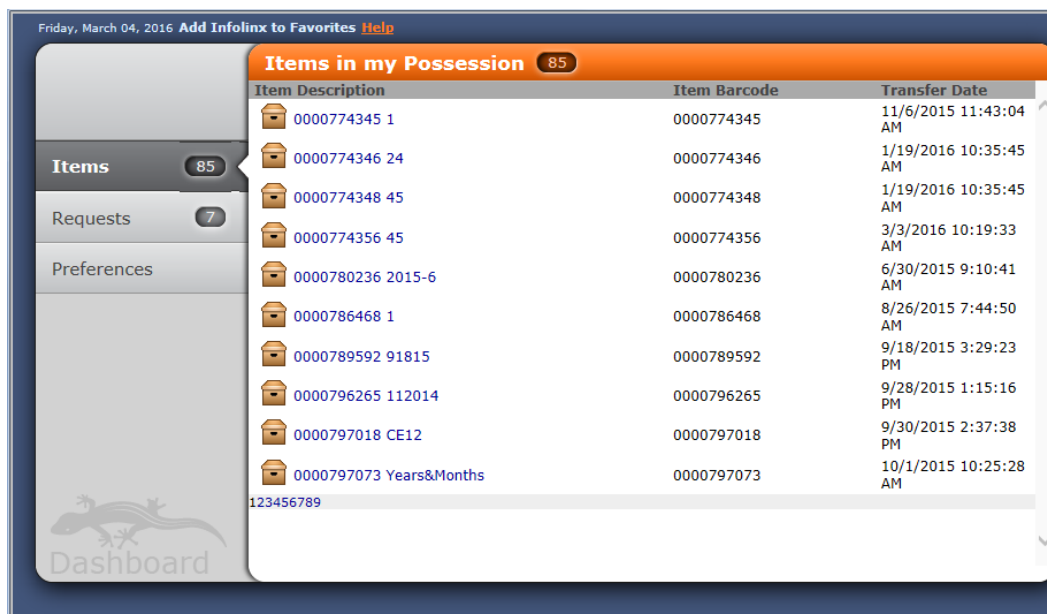 Friday, March 04, 2016 Add Infolinx to Favorites Help
Items in my Possession 85
Items 85
Requests 7
Preferences
Dashboard
Item Description Item Barcode Transfer Date
0000774345 1 0000774345 11/6/2015 11:43:04 AM
0000774346 24 0000774346 1/19/2016 10:35:45 AM
0000774348 45 0000774348 1/19/2016 10:35:45 AM
0000774356 45 0000774356 3/3/2016 10:19:33 AM
0000780236 2015-6 0000780236 6/30/2015 9:10:41 AM
0000786468 1 0000786468 8/26/2015 7:44:50 AM
0000789592 91815 0000789592 9/18/2015 3:29:23 PM
0000796265 112014 0000796265 9/28/2015 1:15:16 PM
0000797018 CE12 0000797018 9/30/2015 2:37:38 PM
0000797073 Years&Months 0000797073 10/1/2015 10:25:28 AM
123456789